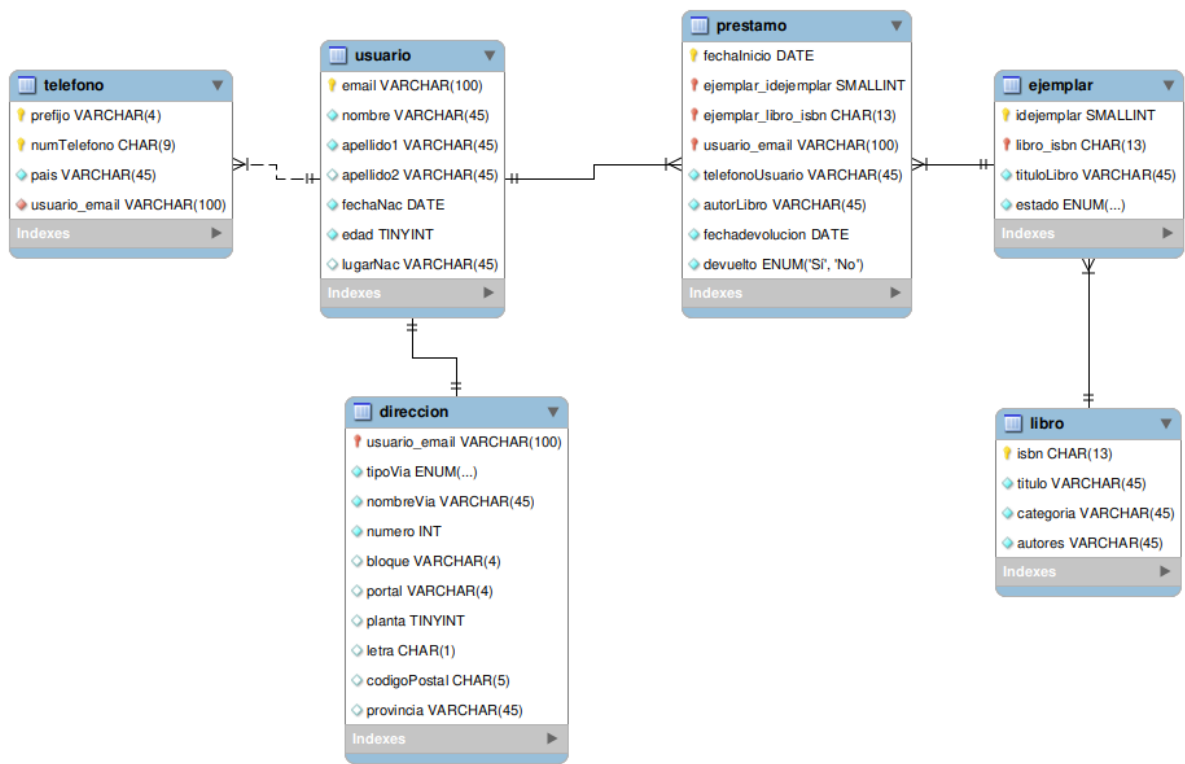 telefono
prefijo VARCHAR(4)
numTelefono CHAR(9)
pais VARCHAR(45)
usuario_email VARCHAR(100)
Indexes
usuario
email VARCHAR(100)
nombre VARCHAR(45)
apellido1 VARCHAR(45)
apellido2 VARCHAR(45)
fechaNac DATE
edad TINYINT
lugarNac VARCHAR(45)
Indexes
prestamo
fechaInicio DATE
ejemplar_idejemplar SMALLINT
ejemplar_libro_isbn CHAR(13)
usuario_email VARCHAR(100)
telefonoUsuario VARCHAR(45)
autorLibro VARCHAR(45)
fechadevolucion DATE
devuelto ENUM('Sí', 'No')
Indexes
ejemplar
idejemplar SMALLINT
libro_isbn CHAR(13)
tituloLibro VARCHAR(45)
estado ENUM(...)
Indexes
direccion
usuario_email VARCHAR(100)
tipoVia ENUM(...)
nombreVia VARCHAR(45)
numero INT
bloque VARCHAR(4)
portal VARCHAR(4)
planta TINYINT
letra CHAR(1)
codigoPostal CHAR(5)
provincia VARCHAR(45)
Indexes
libro
isbn CHAR(13)
titulo VARCHAR(45)
categoria VARCHAR(45)
autores VARCHAR(45)
Indexes